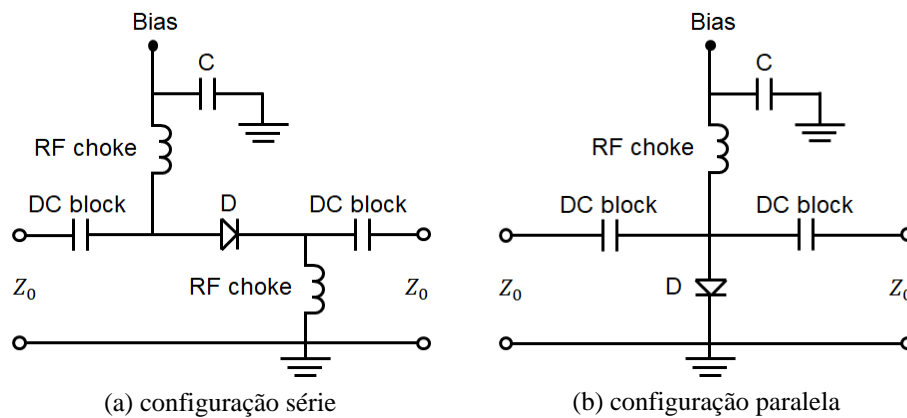 Bias
C
RF choke
DC block
D
DC block
RF choke
Z₀
Z₀
(a) configuração série
Bias
C
RF choke
DC block
DC block
D
Z₀
Z₀
(b) configuração paralela